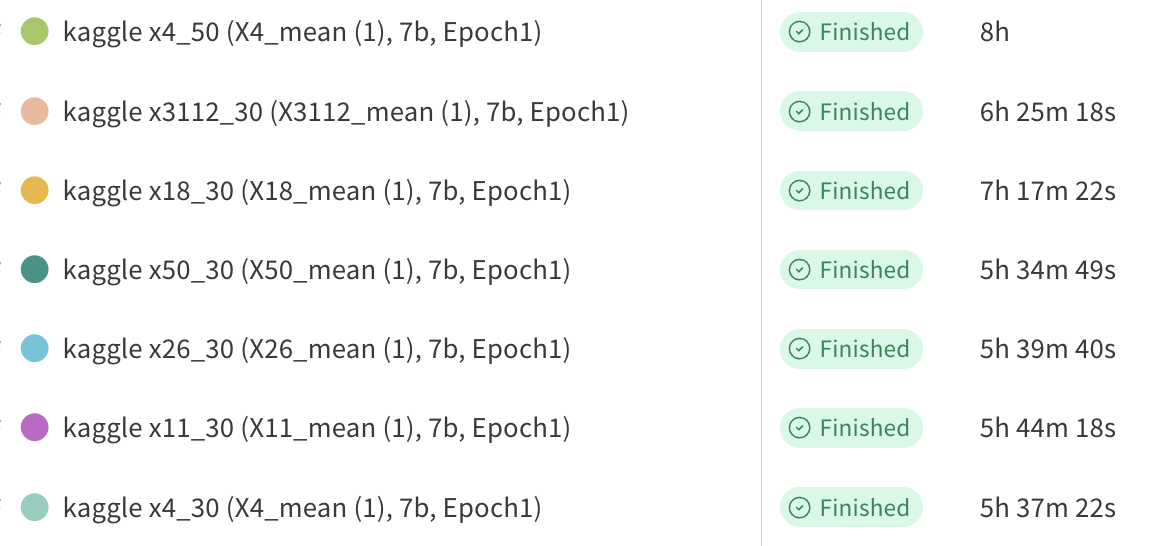 kaggle x4_50 (X4_mean (1), 7b, Epoch1) Finished 8h
kaggle x3112_30 (X3112_mean (1), 7b, Epoch1) Finished 6h 25m 18s
kaggle x18_30 (X18_mean (1), 7b, Epoch1) Finished 7h 17m 22s
kaggle x50_30 (X50_mean (1), 7b, Epoch1) Finished 5h 34m 49s
kaggle x26_30 (X26_mean (1), 7b, Epoch1) Finished 5h 39m 40s
kaggle x11_30 (X11_mean (1), 7b, Epoch1) Finished 5h 44m 18s
kaggle x4_30 (X4_mean (1), 7b, Epoch1) Finished 5h 37m 22s